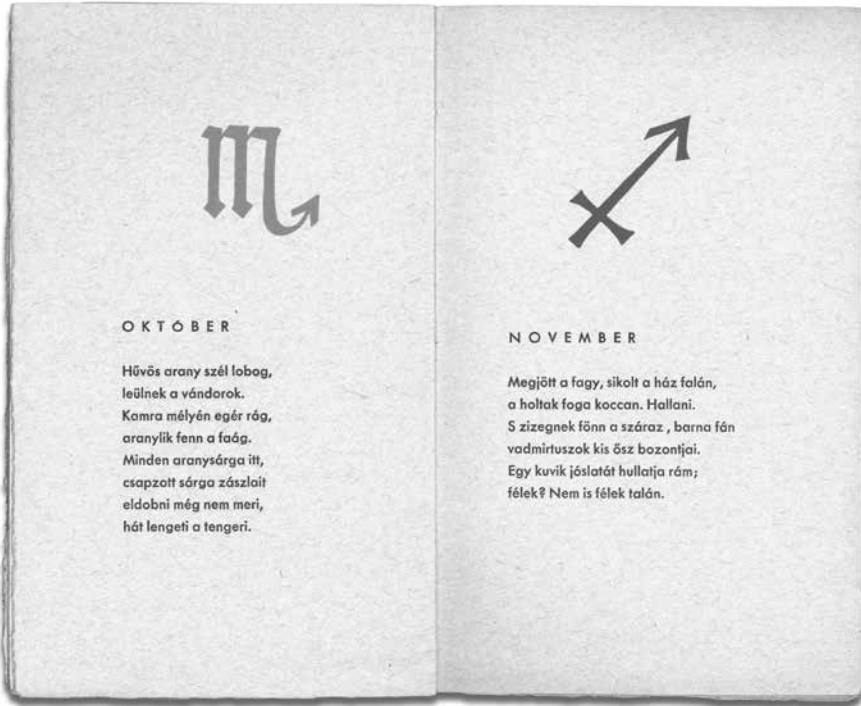 OKTÓBER
Hűvös arany szél lobog,
leülnek a vándorok.
Kamra mélyén egér rág,
aranylik fenn a faág.
Minden aranysárga itt,
csapzott sárga zászlait
eldobni még nem meri,
hát lengeti a tengeri.
NOVEMBER
Megjött a fagy, sikolt a ház falán,
a holtak foga koccan. Hallani.
S zizegnek fönn a száraz , barna fán
vadmirtuszok kis ősz bozontjai.
Egy kuvik jóslatát hullatja rám;
félek? Nem is félek talán.